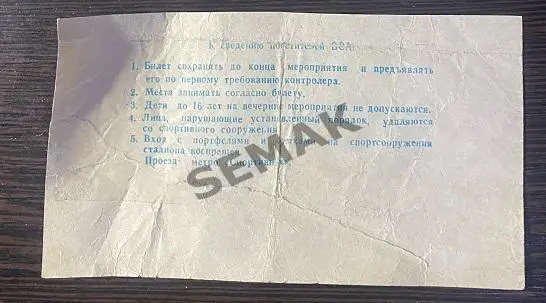 К сведению посетителей БСА
1. Билет сохранять до конца мероприятия и предъявлять
его по первому требованию контролера.
2. Места занимать согласно билету.
3. Дети до 16 лет на вечерние мероприятия не допускаются.
4. Лица, нарушающие установленный порядок, удаляются
со спортивного сооружения.
5. Вход с портфелями и сумками на спортсооружения
стадиона воспрещен.
Проезд: метро «Спортивная»
SEMAK